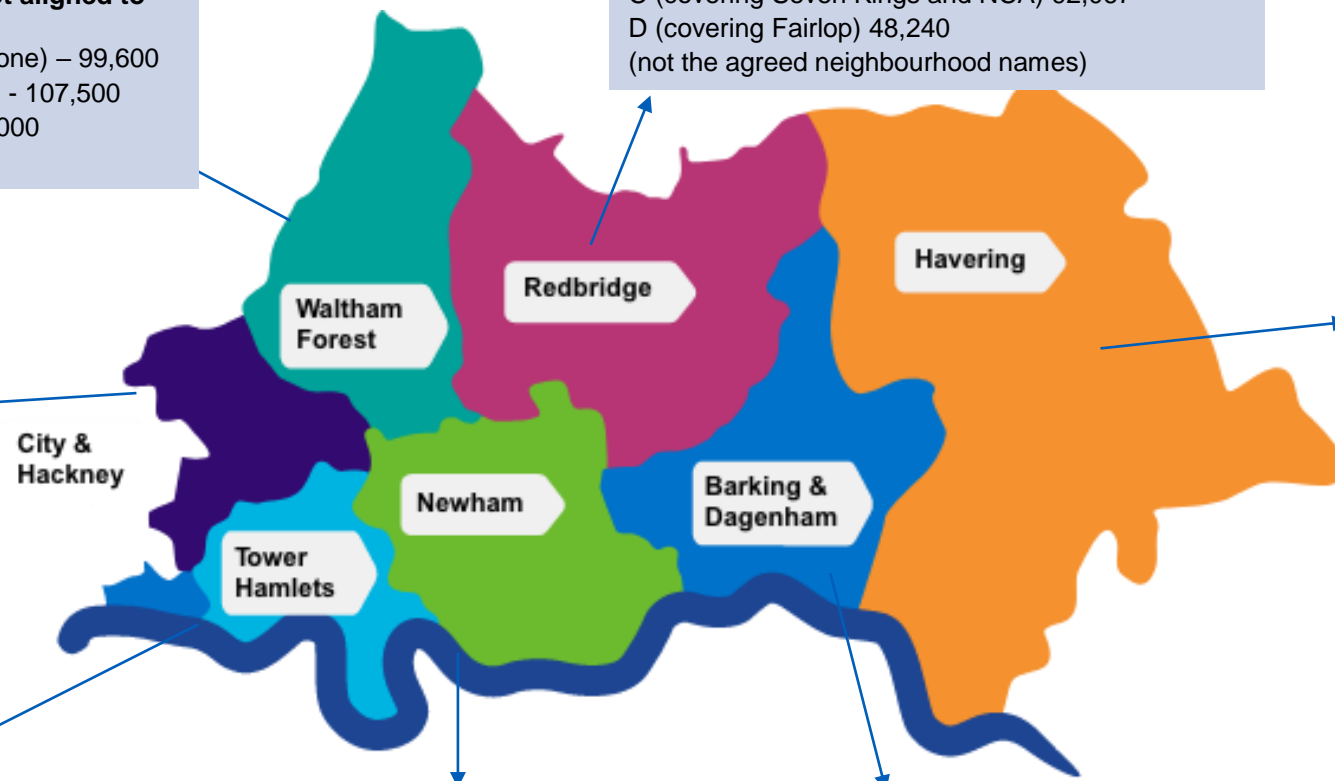 one) – 99,600
- 107,500
D (covering Fairlop) 48,240
(not the agreed neighbourhood names)
Havering
Redbridge
Waltham
Forest
City &
Hackney
Newham
Barking &
Dagenham
Tower
Hamlets